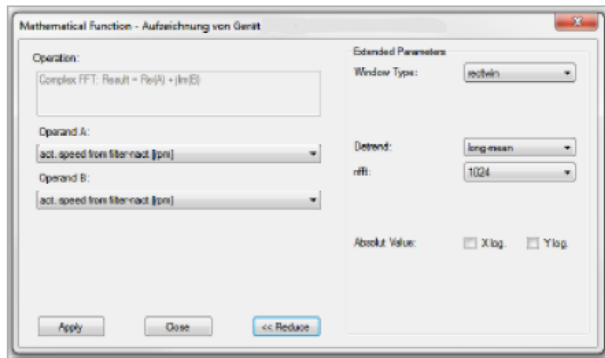 Mathematical Function - Aufzeichnung von Gerät
Operation:
Complex FFT: Result = Re(A) + jIm(B)
Operand A:
act. speed from filter-nact [rpm]
Operand B:
act. speed from filter-nact [rpm]
Apply
Close
<< Reduce
Extended Parameters
Window Type:
rectwin
Detrend:
long-mean
nfft:
1024
Absolut Value:
X log.
Y log.